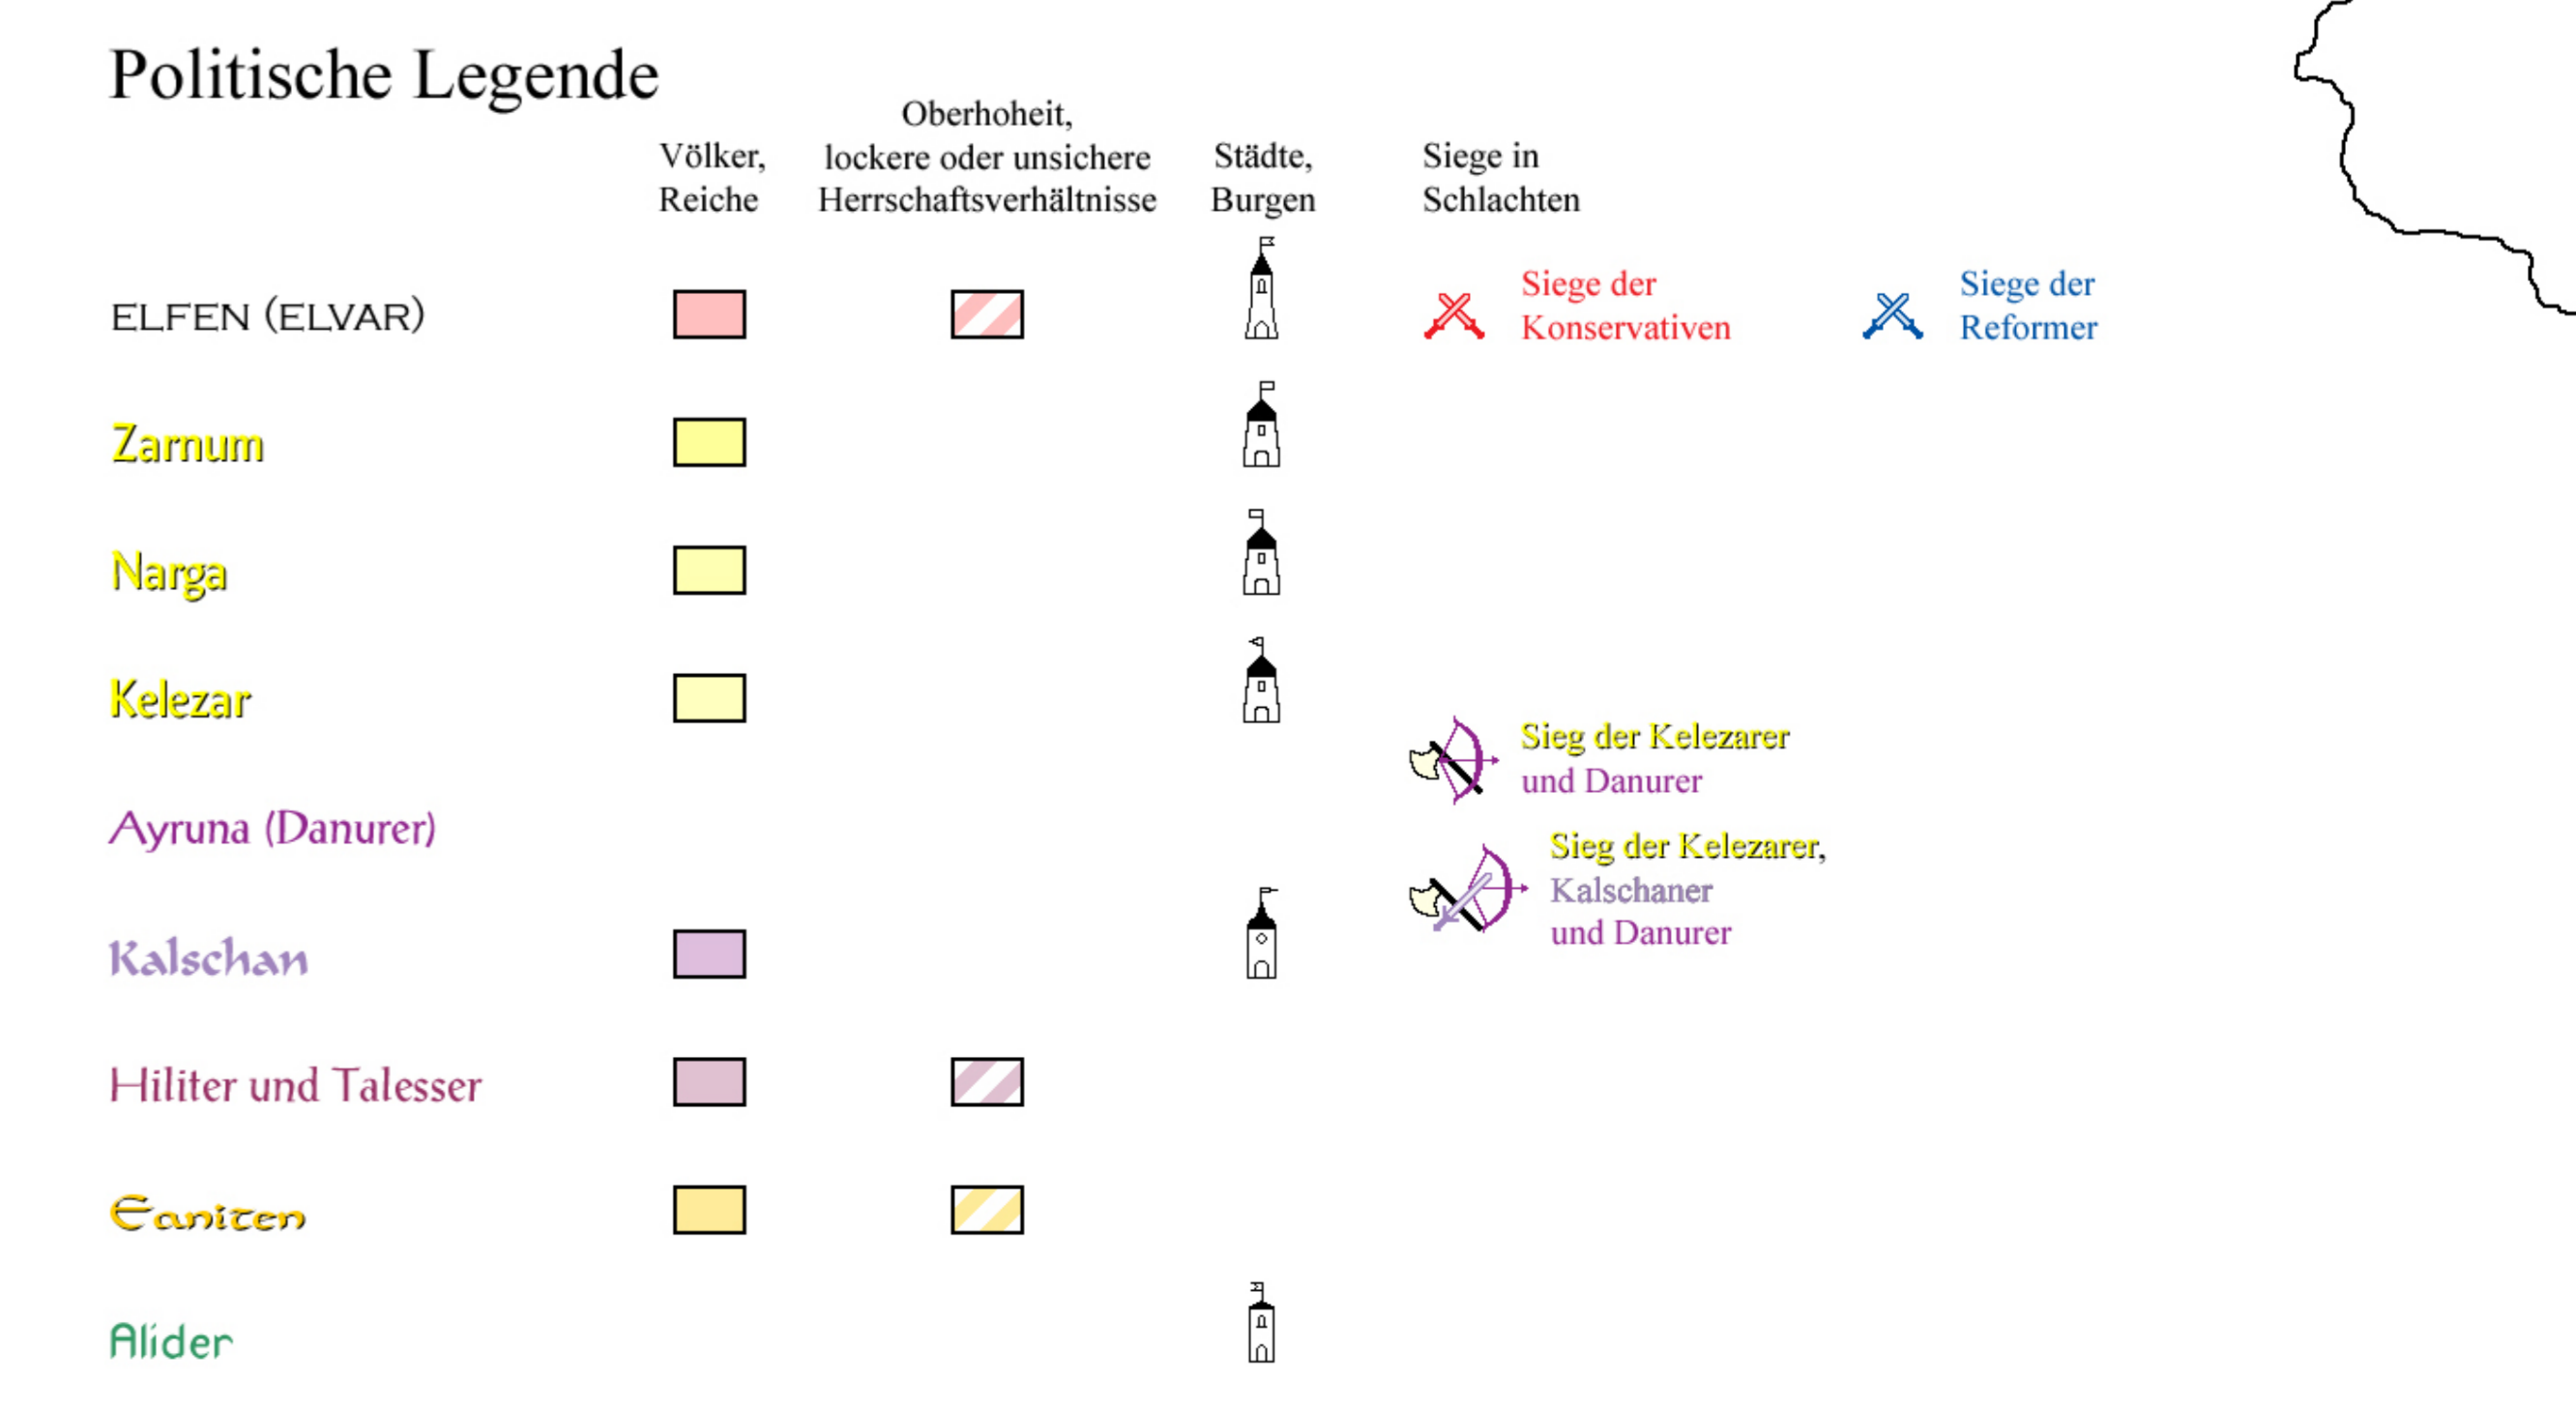 Politische Legende
Völker,
Reiche
Oberhoheit,
lockere oder unsichere
Herrschaftsverhältnisse
Städte,
Burgen
Siege in
Schlachten
ELFEN (ELVAR)
Siege der
Konservativen
Siege der
Reformer
Zarnum
Narga
Kelezar
Sieg der Kelezarer
und Danurer
Ayruna (Danurer)
Sieg der Kelezarer,
Kalschaner
und Danurer
Kalschan
Hiliter und Talesser
Eaniten
Alider